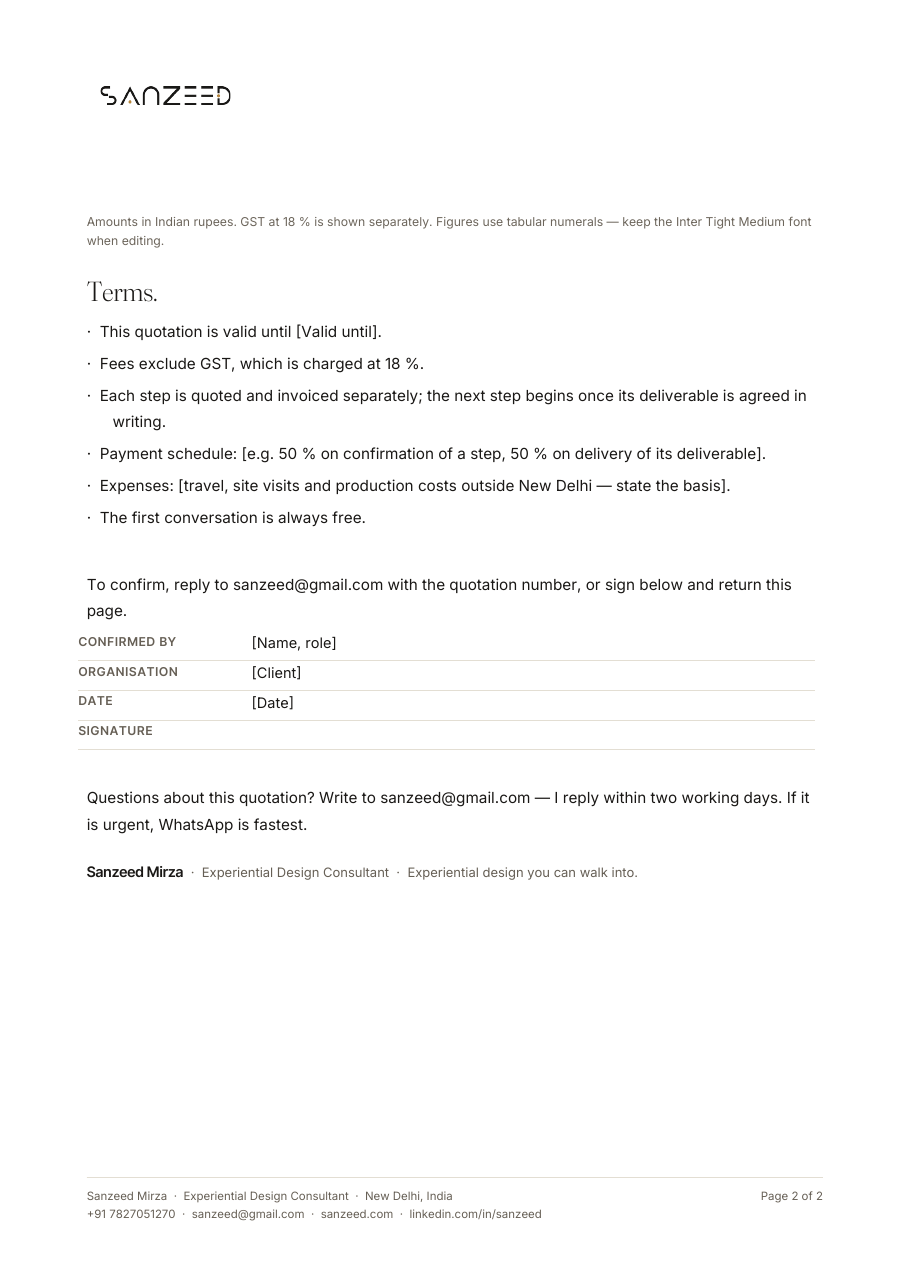 SANZEED
Amounts in Indian rupees. GST at 18 % is shown separately. Figures use tabular numerals — keep the Inter Tight Medium font
when editing.
Terms.
· This quotation is valid until [Valid until].
· Fees exclude GST, which is charged at 18 %.
· Each step is quoted and invoiced separately; the next step begins once its deliverable is agreed in
writing.
· Payment schedule: [e.g. 50 % on confirmation of a step, 50 % on delivery of its deliverable].
· Expenses: [travel, site visits and production costs outside New Delhi — state the basis].
· The first conversation is always free.
To confirm, reply to sanzeed@gmail.com with the quotation number, or sign below and return this
page.
CONFIRMED BY [Name, role]
ORGANISATION [Client]
DATE [Date]
SIGNATURE
Questions about this quotation? Write to sanzeed@gmail.com — I reply within two working days. If it
is urgent, WhatsApp is fastest.
Sanzeed Mirza · Experiential Design Consultant · Experiential design you can walk into.
Sanzeed Mirza · Experiential Design Consultant · New Delhi, India Page 2 of 2
+91 7827051270 · sanzeed@gmail.com · sanzeed.com · linkedin.com/in/sanzeed